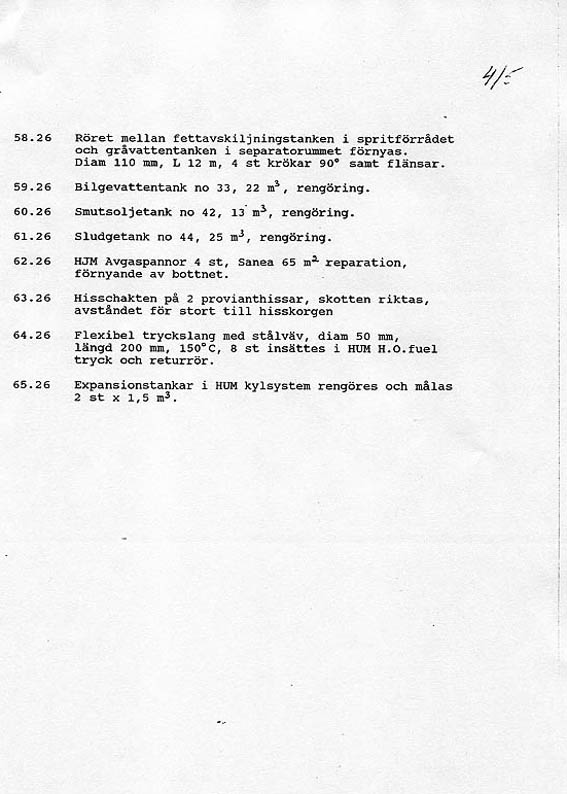 4/5
58.26 Röret mellan fettavskiljningstanken i spritförrådet
och gråvattentanken i separatorummet förnyas.
Diam 110 mm, L 12 m, 4 st krökar 90° samt flänsar.
59.26 Bilgevattentank no 33, 22 m³, rengöring.
60.26 Smutsoljetank no 42, 13 m³, rengöring.
61.26 Sludgetank no 44, 25 m³, rengöring.
62.26 HJM Avgaspannor 4 st, Sanea 65 m² reparation,
förnyande av bottnet.
63.26 Hisschakten på 2 provianthissar, skotten riktas,
avståndet för stort till hisskorgen
64.26 Flexibel tryckslang med stålväv, diam 50 mm,
längd 200 mm, 150°C, 8 st insättes i HUM H.O.fuel
tryck och returrör.
65.26 Expansionstankar i HUM kylsystem rengöres och målas
2 st x 1,5 m³.